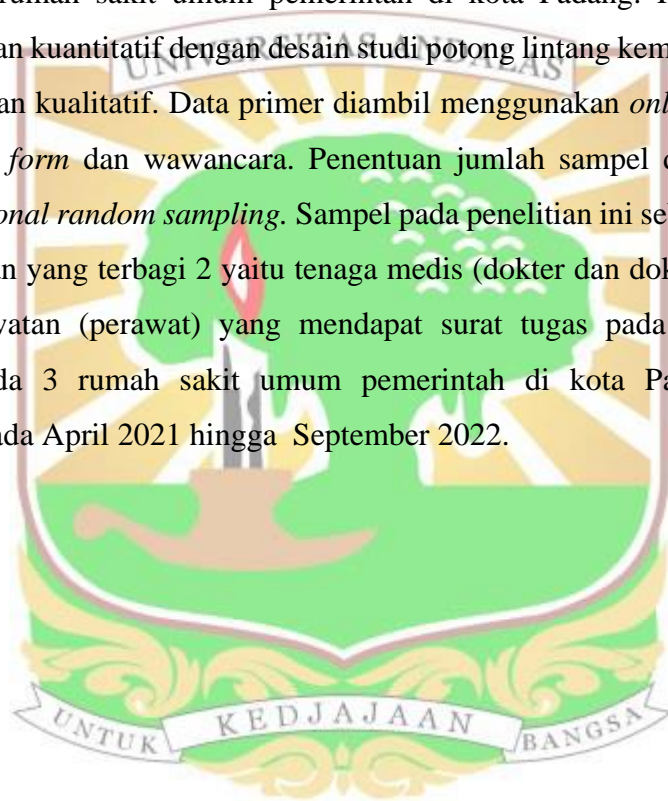 rumah sakit umum pemerintah di kota Padang.
an kuantitatif dengan desain studi potong lintang kem
UNIVERSITAS ANDALAS
an kualitatif. Data primer diambil menggunakan onl
form dan wawancara. Penentuan jumlah sampel
onal random sampling. Sampel pada penelitian ini se
n yang terbagi 2 yaitu tenaga medis (dokter dan dok
vatan (perawat) yang mendapat surat tugas pada
da 3 rumah sakit umum pemerintah di kota Pa
ada April 2021 hingga September 2022.
UNTUK KEDJAJAAN BANGSA